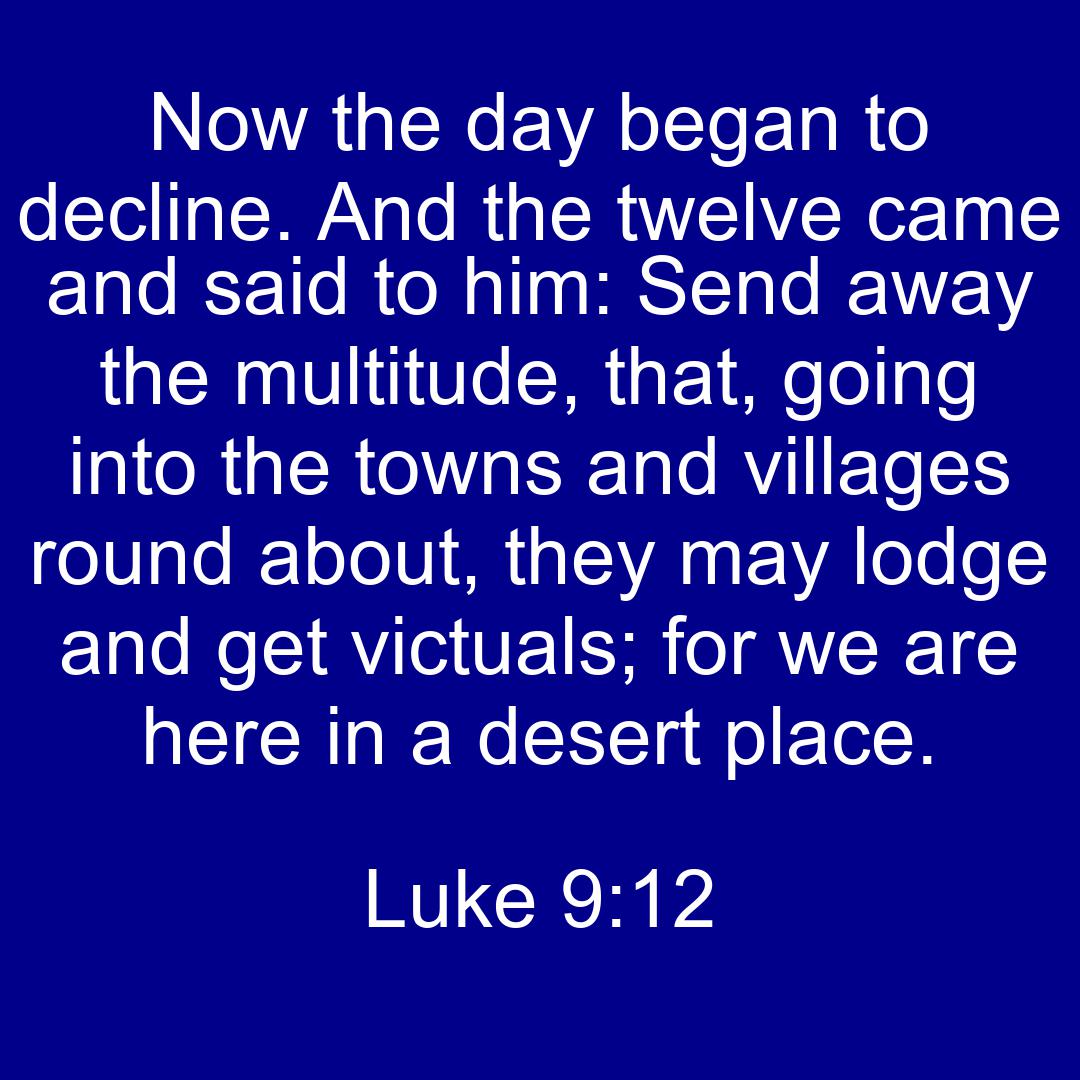 Now the day began to
decline. And the twelve came
and said to him: Send away
the multitude, that, going
into the towns and villages
round about, they may lodge
and get victuals; for we are
here in a desert place.
Luke 9:12